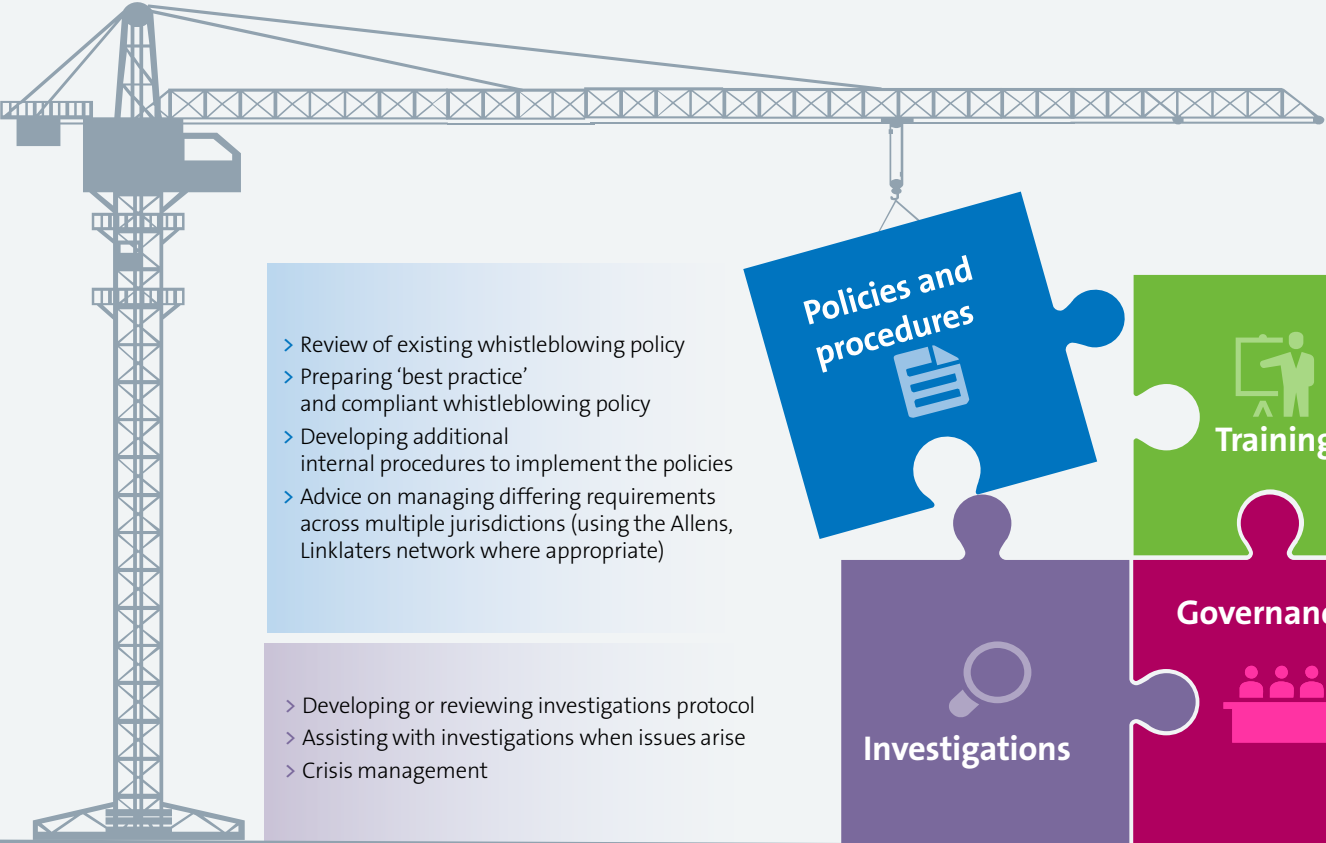 > Review of existing whistleblowing policy
> Preparing ‘best practice’
and compliant whistleblowing policy
> Developing additional
internal procedures to implement the policies
> Advice on managing differing requirements
across multiple jurisdictions (using the Allens,
Linklaters network where appropriate)
Policies and
procedures
Training
> Developing or reviewing investigations protocol
> Assisting with investigations when issues arise
> Crisis management
Investigations
Governanc